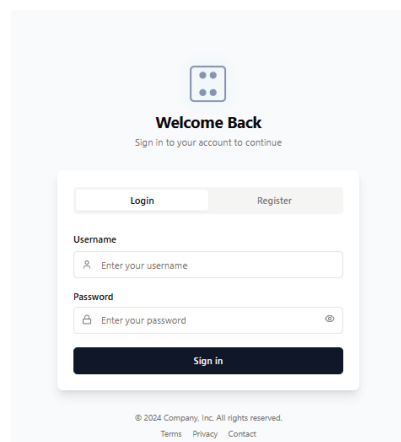 Welcome Back
Sign in to your account to continue
Login Register
Username
Enter your username
Password
Enter your password
Sign in
© 2024 Company, Inc. All rights reserved.
Terms Privacy Contact